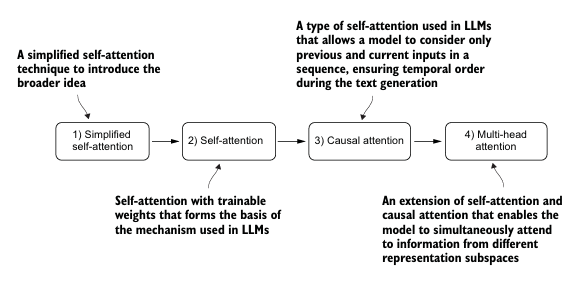 A simplified self-attention
technique to introduce the
broader idea
A type of self-attention used in LLMs
that allows a model to consider only
previous and current inputs in a
sequence, ensuring temporal order
during the text generation
1) Simplified
self-attention
2) Self-attention
3) Causal attention
4) Multi-head
attention
Self-attention with trainable
weights that forms the basis of
the mechanism used in LLMs
An extension of self-attention and
causal attention that enables the
model to simultaneously attend
to information from different
representation subspaces